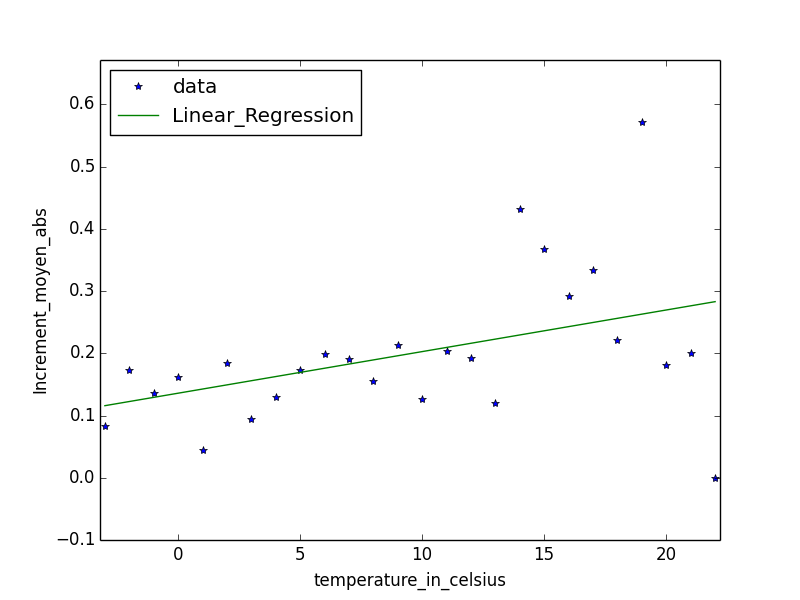 data
Linear_Regression
0.6
0.5
0.4
0.3
0.2
0.1
0.0
−0.1
Increment_moyen_abs
0 5 10 15 20
temperature_in_celsius